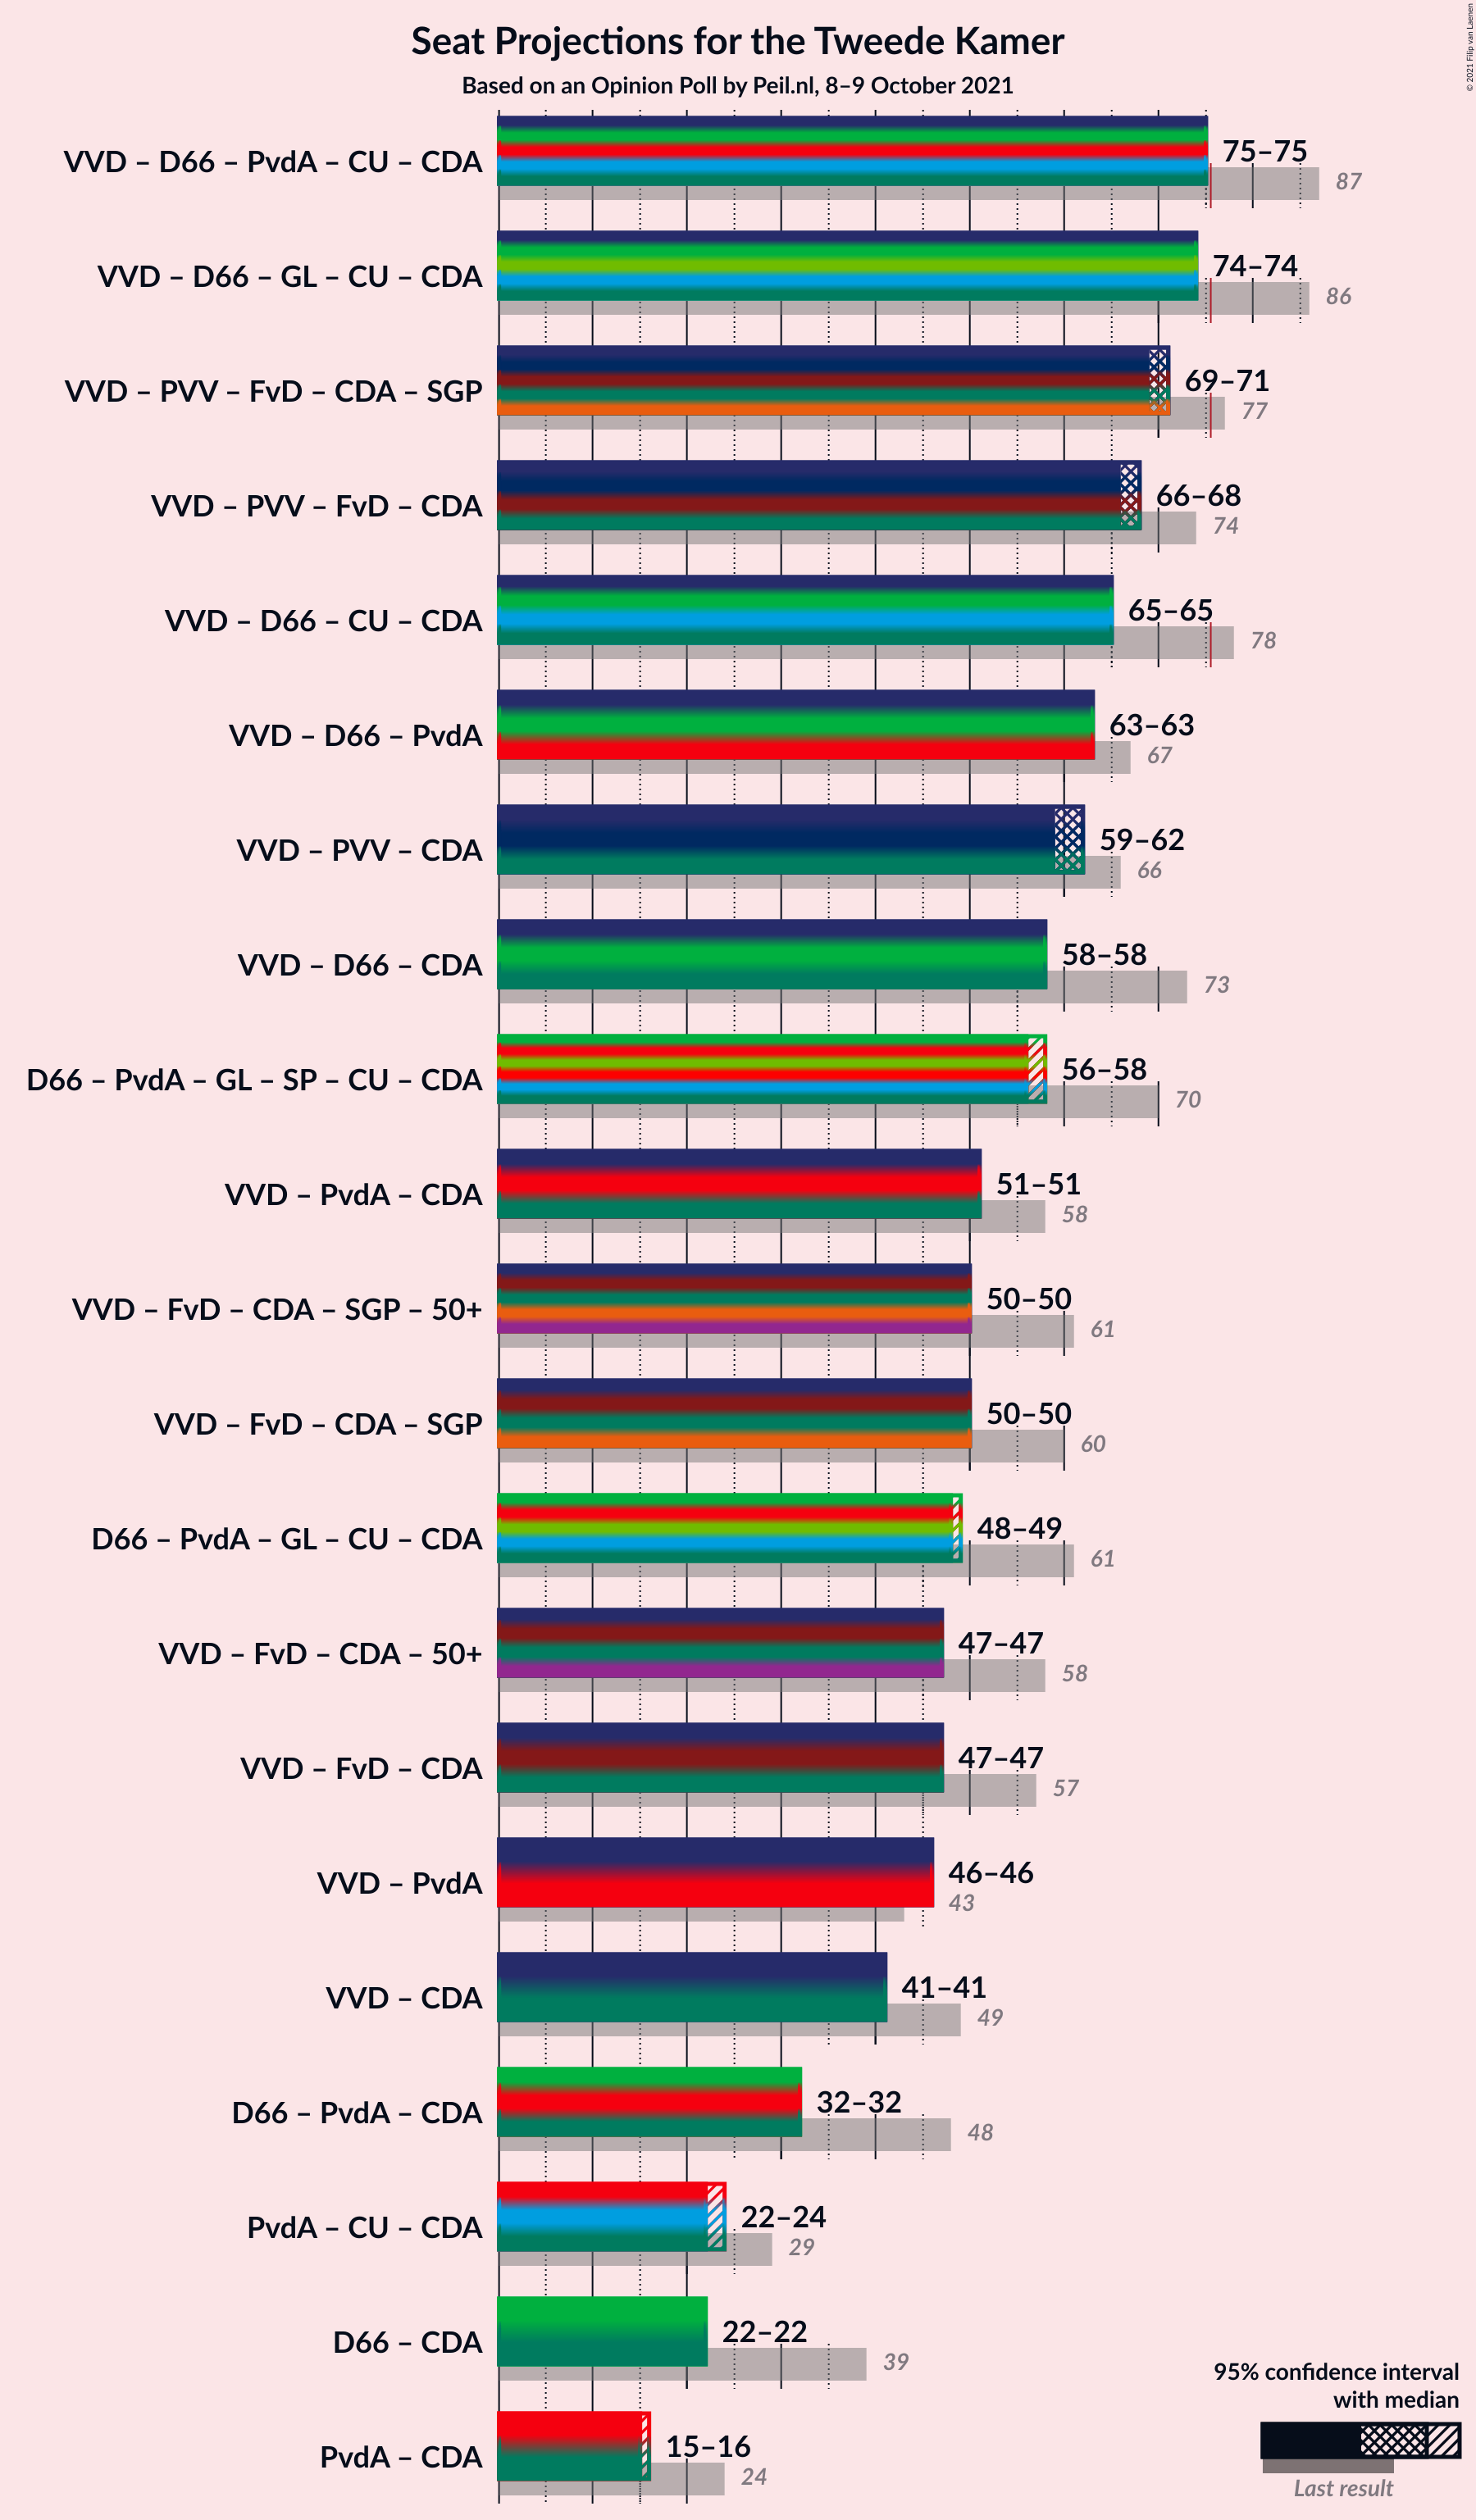 Seat Projections for the Tweede Kamer
Based on an Opinion Poll by Peil.nl, 8–9 October 2021
© 2021 Filip van Laenen
VVD – D66 – PvdA – CU – CDA
75–75
87
VVD – D66 – GL – CU – CDA
74–74
86
VVD – PVV – FvD – CDA – SGP
69–71
77
VVD – PVV – FvD – CDA
66–68
74
VVD – D66 – CU – CDA
65–65
78
VVD – D66 – PvdA
63–63
67
VVD – PVV – CDA
59–62
66
VVD – D66 – CDA
58–58
73
D66 – PvdA – GL – SP – CU – CDA
56–58
70
VVD – PvdA – CDA
51–51
58
VVD – FvD – CDA – SGP – 50+
50–50
61
VVD – FvD – CDA – SGP
50–50
60
D66 – PvdA – GL – CU – CDA
48–49
61
VVD – FvD – CDA – 50+
47–47
58
VVD – FvD – CDA
47–47
57
VVD – PvdA
46–46
43
VVD – CDA
41–41
49
D66 – PvdA – CDA
32–32
48
PvdA – CU – CDA
22–24
29
D66 – CDA
22–22
39
PvdA – CDA
15–16
24
95% confidence interval
with median
Last result